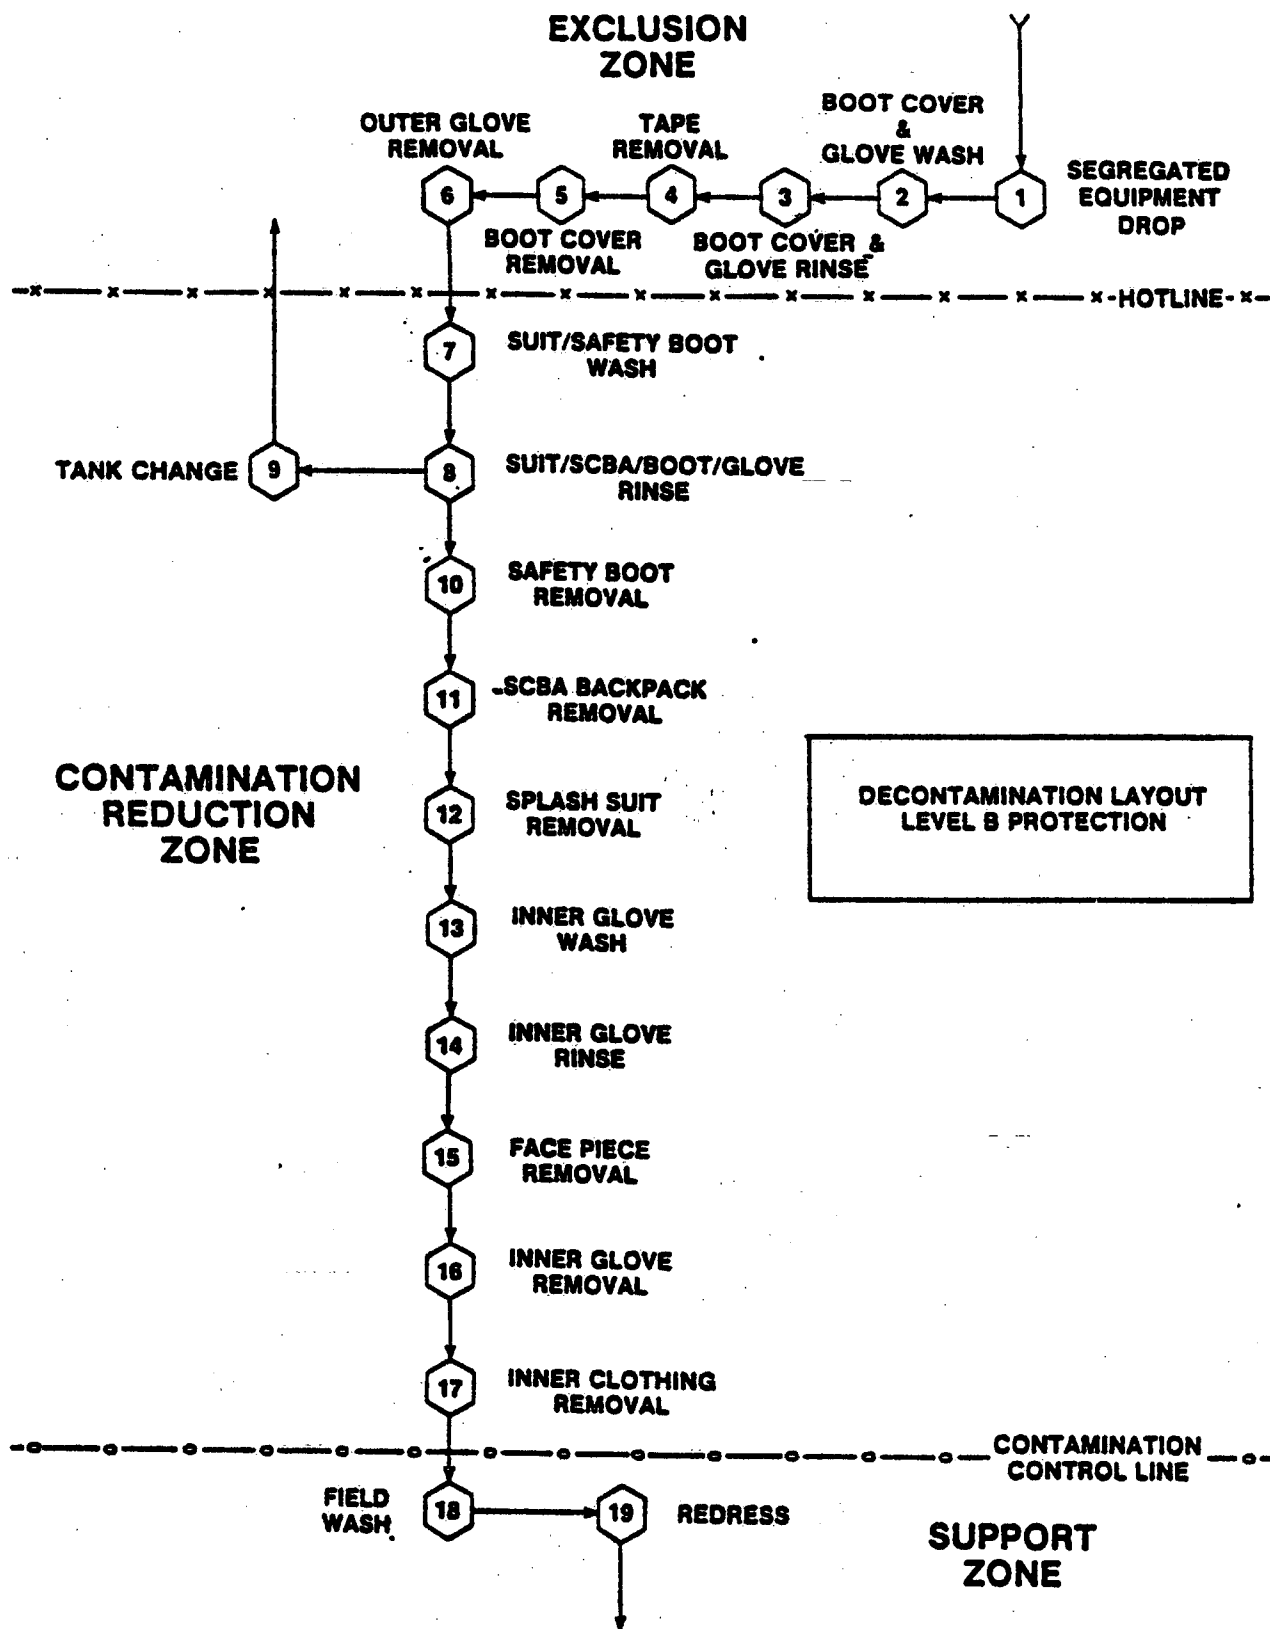 EXCLUSION
ZONE
BOOT COVER
&
GLOVE WASH
OUTER GLOVE
REMOVAL
TAPE
REMOVAL
SEGREGATED
EQUIPMENT
DROP
6
5
4
3
2
1
BOOT COVER
REMOVAL
BOOT COVER &
GLOVE RINSE
HOTLINE
7
SUIT/SAFETY BOOT
WASH
TANK CHANGE
9
8
SUIT/SCBA/BOOT/GLOVE
RINSE
10
SAFETY BOOT
REMOVAL
11
SCBA BACKPACK
REMOVAL
CONTAMINATION
REDUCTION
ZONE
12
SPLASH SUIT
REMOVAL
DECONTAMINATION LAYOUT
LEVEL B PROTECTION
13
INNER GLOVE
WASH
14
INNER GLOVE
RINSE
15
FACE PIECE
REMOVAL
16
INNER GLOVE
REMOVAL
17
INNER CLOTHING
REMOVAL
CONTAMINATION
CONTROL LINE
FIELD
WASH
18
19
REDRESS
SUPPORT
ZONE